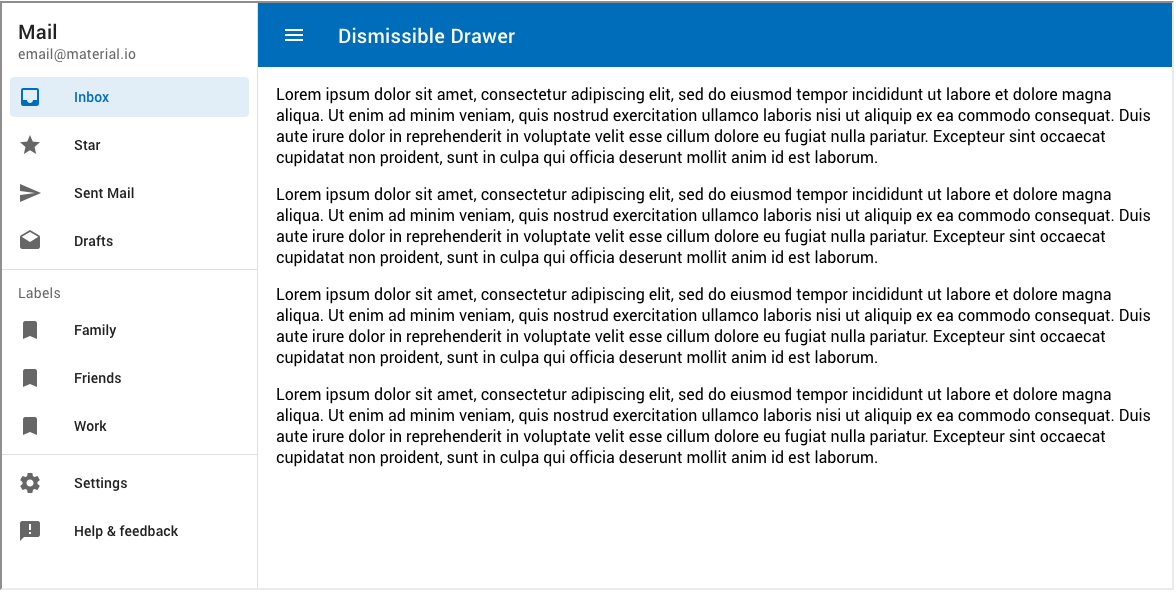 Mail
email@material.io
Inbox
Star
Sent Mail
Drafts
Labels
Family
Friends
Work
Settings
Help & feedback
Dismissible Drawer
Lorem ipsum dolor sit amet, consectetur adipiscing elit, sed do eiusmod tempor incididunt ut labore et dolore magna
aliqua. Ut enim ad minim veniam, quis nostrud exercitation ullamco laboris nisi ut aliquip ex ea commodo consequat. Duis
aute irure dolor in reprehenderit in voluptate velit esse cillum dolore eu fugiat nulla pariatur. Excepteur sint occaecat
cupidatat non proident, sunt in culpa qui officia deserunt mollit anim id est laborum.
Lorem ipsum dolor sit amet, consectetur adipiscing elit, sed do eiusmod tempor incididunt ut labore et dolore magna
aliqua. Ut enim ad minim veniam, quis nostrud exercitation ullamco laboris nisi ut aliquip ex ea commodo consequat. Duis
aute irure dolor in reprehenderit in voluptate velit esse cillum dolore eu fugiat nulla pariatur. Excepteur sint occaecat
cupidatat non proident, sunt in culpa qui officia deserunt mollit anim id est laborum.
Lorem ipsum dolor sit amet, consectetur adipiscing elit, sed do eiusmod tempor incididunt ut labore et dolore magna
aliqua. Ut enim ad minim veniam, quis nostrud exercitation ullamco laboris nisi ut aliquip ex ea commodo consequat. Duis
aute irure dolor in reprehenderit in voluptate velit esse cillum dolore eu fugiat nulla pariatur. Excepteur sint occaecat
cupidatat non proident, sunt in culpa qui officia deserunt mollit anim id est laborum.
Lorem ipsum dolor sit amet, consectetur adipiscing elit, sed do eiusmod tempor incididunt ut labore et dolore magna
aliqua. Ut enim ad minim veniam, quis nostrud exercitation ullamco laboris nisi ut aliquip ex ea commodo consequat. Duis
aute irure dolor in reprehenderit in voluptate velit esse cillum dolore eu fugiat nulla pariatur. Excepteur sint occaecat
cupidatat non proident, sunt in culpa qui officia deserunt mollit anim id est laborum.